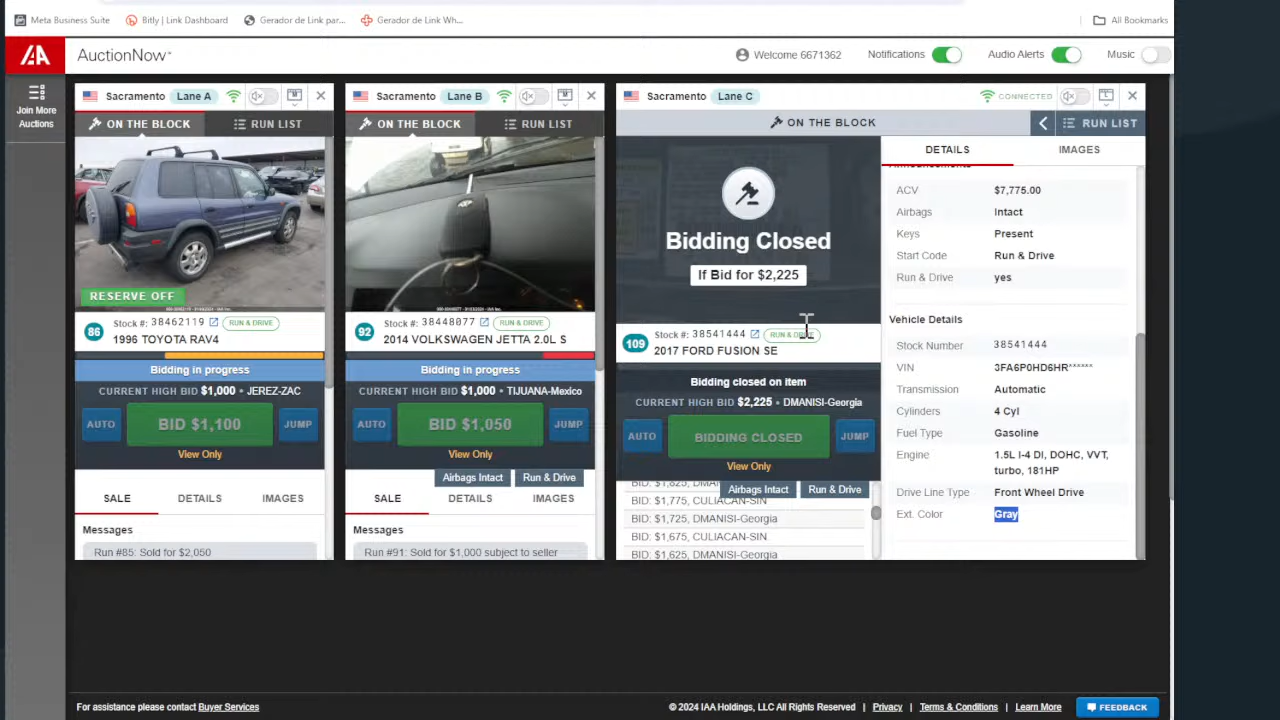 Meta Business Suite
Bitly | Link Dashboard
Gerador de Link par...
Gerador de Link Wh...
All Bookmarks
IAA
AuctionNow
Welcome 6671362
Notifications
Audio Alerts
Music
Join More
Auctions
Sacramento Lane A
ON THE BLOCK
RUN LIST
RESERVE OFF
86
Stock #: 38462119
RUN & DRIVE
1996 TOYOTA RAV4
Bidding in progress
CURRENT HIGH BID $1,000 • JEREZ-ZAC
AUTO
BID $1,100
JUMP
View Only
SALE
DETAILS
IMAGES
Messages
Run #85: Sold for $2,050
Sacramento Lane B
ON THE BLOCK
RUN LIST
92
Stock #: 38448077
RUN & DRIVE
2014 VOLKSWAGEN JETTA 2.0L S
Bidding in progress
CURRENT HIGH BID $1,000 • TIJUANA-Mexico
AUTO
BID $1,050
JUMP
View Only
Airbags Intact
Run & Drive
SALE
DETAILS
IMAGES
Messages
Run #91: Sold for $1,000 subject to seller
Sacramento Lane C
CONNECTED
ON THE BLOCK
RUN LIST
Bidding Closed
If Bid for $2,225
109
Stock #: 38541444
RUN & DRIVE
2017 FORD FUSION SE
Bidding closed on item
CURRENT HIGH BID $2,225 • DMANISI-Georgia
AUTO
BIDDING CLOSED
JUMP
View Only
Airbags Intact
Run & Drive
BID: $1,825, DMANI
BID: $1,775, CULIACAN-SIN
BID: $1,725, DMANISI-Georgia
BID: $1,675, CULIACAN-SIN
BID: $1,625, DMANISI-Georgia
DETAILS
IMAGES
Announcements
ACV $7,775.00
Airbags Intact
Keys Present
Start Code Run & Drive
Run & Drive yes
Vehicle Details
Stock Number 38541444
VIN 3FA6P0HD6HR******
Transmission Automatic
Cylinders 4 Cyl
Fuel Type Gasoline
Engine 1.5L I-4 DI, DOHC, VVT,
turbo, 181HP
Drive Line Type Front Wheel Drive
Ext. Color Gray
For assistance please contact Buyer Services
© 2024 IAA Holdings, LLC All Rights Reserved | Privacy | Terms & Conditions | Learn More
FEEDBACK